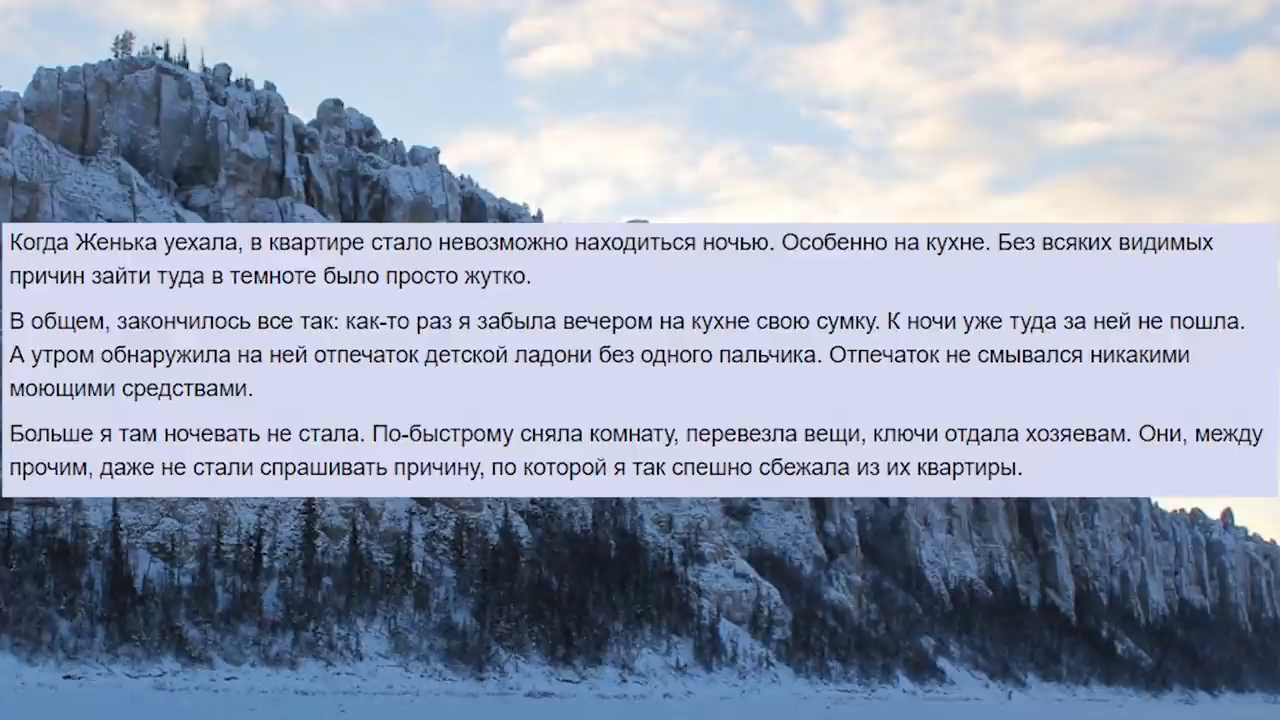 Когда Женька уехала, в квартире стало невозможно находиться ночью. Особенно на кухне. Без всяких видимых
причин зайти туда в темноте было просто жутко.
В общем, закончилось все так: как-то раз я забыла вечером на кухне свою сумку. К ночи уже туда за ней не пошла.
А утром обнаружила на ней отпечаток детской ладони без одного пальчика. Отпечаток не смывался никакими
моющими средствами.
Больше я там ночевать не стала. По-быстрому сняла комнату, перевезла вещи, ключи отдала хозяевам. Они, между
прочим, даже не стали спрашивать причину, по которой я так спешно сбежала из их квартиры.